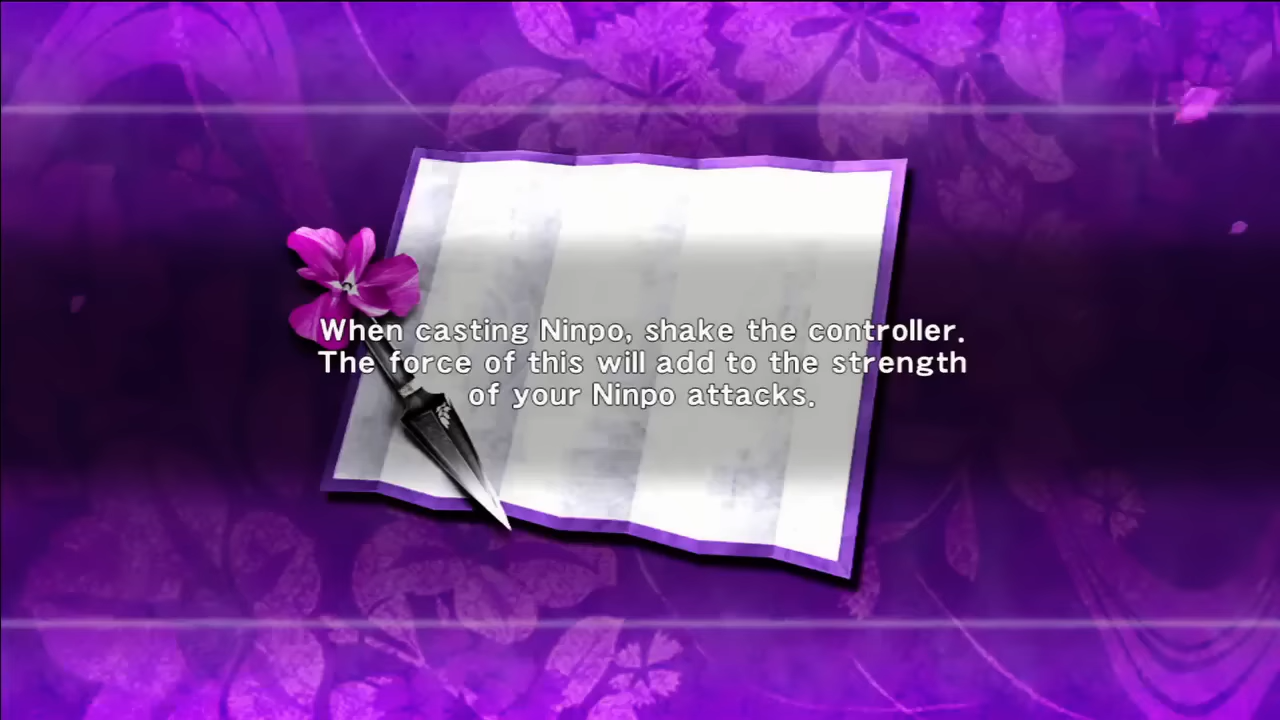 When casting Ninpo, shake the controller.
The force of this will add to the strength
of your Ninpo attacks.